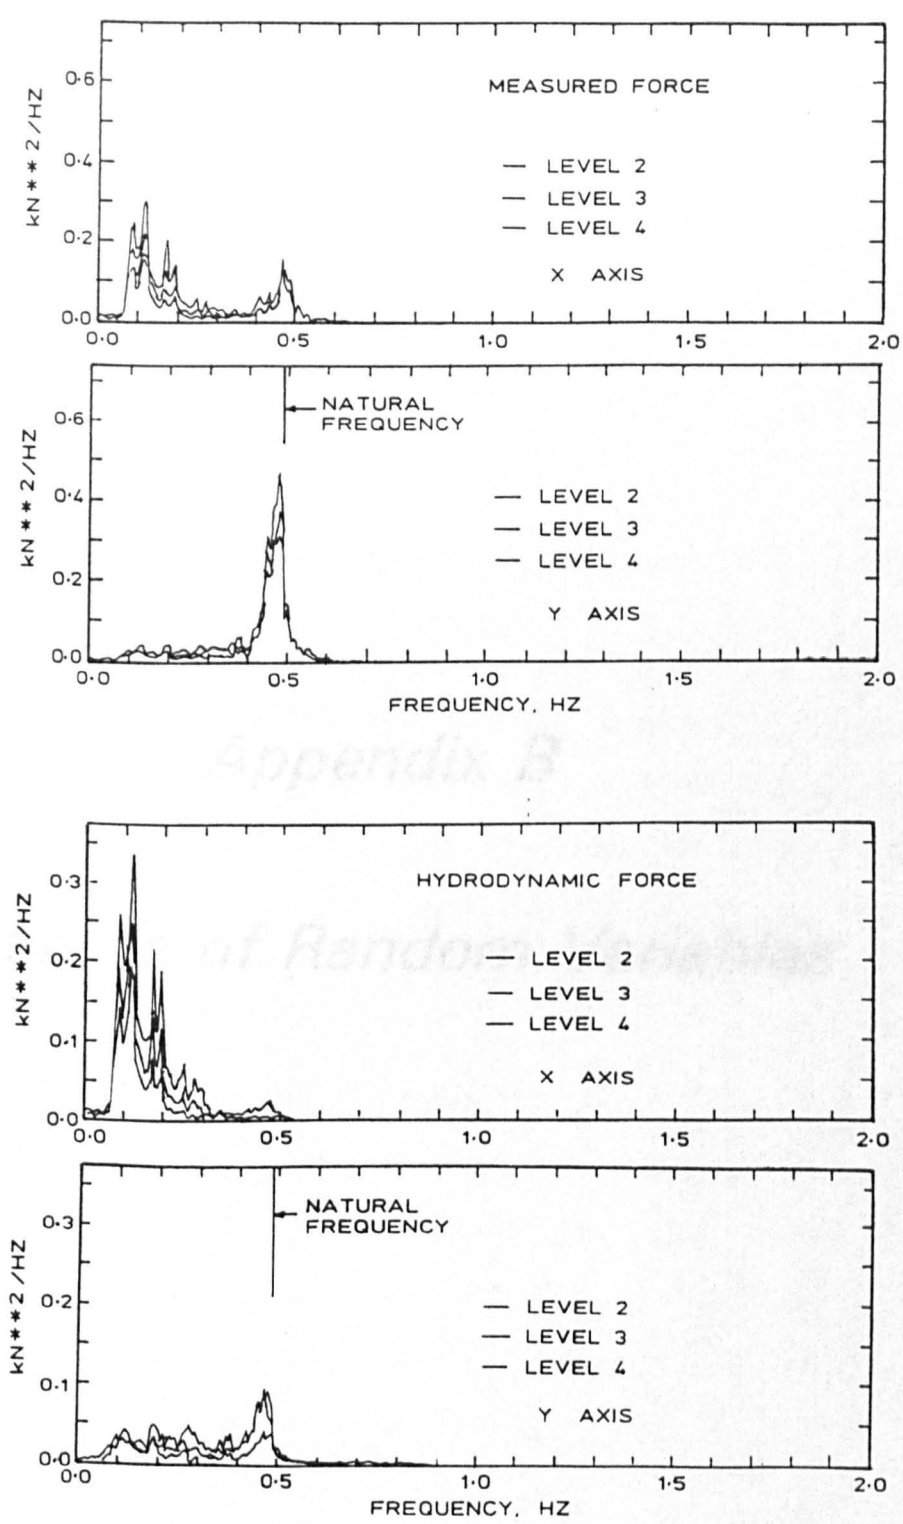 MEASURED FORCE
kN**2/HZ
0·6
0·4
0·2
0·0
— LEVEL 2
— LEVEL 3
— LEVEL 4
X AXIS
0·0 0·5 1·0 1·5 2·0
NATURAL
FREQUENCY
kN**2/HZ
0·6
0·4
0·2
0·0
— LEVEL 2
— LEVEL 3
— LEVEL 4
Y AXIS
0·0 0·5 1·0 1·5 2·0
FREQUENCY, HZ
Appendix B
HYDRODYNAMIC FORCE
kN**2/HZ
0·3
0·2
0·1
0·0
of Random Variables
— LEVEL 2
— LEVEL 3
— LEVEL 4
X AXIS
0·0 0·5 1·0 1·5 2·0
NATURAL
FREQUENCY
kN**2/HZ
0·3
0·2
0·1
0·0
— LEVEL 2
— LEVEL 3
— LEVEL 4
Y AXIS
0·0 0·5 1·0 1·5 2·0
FREQUENCY, HZ